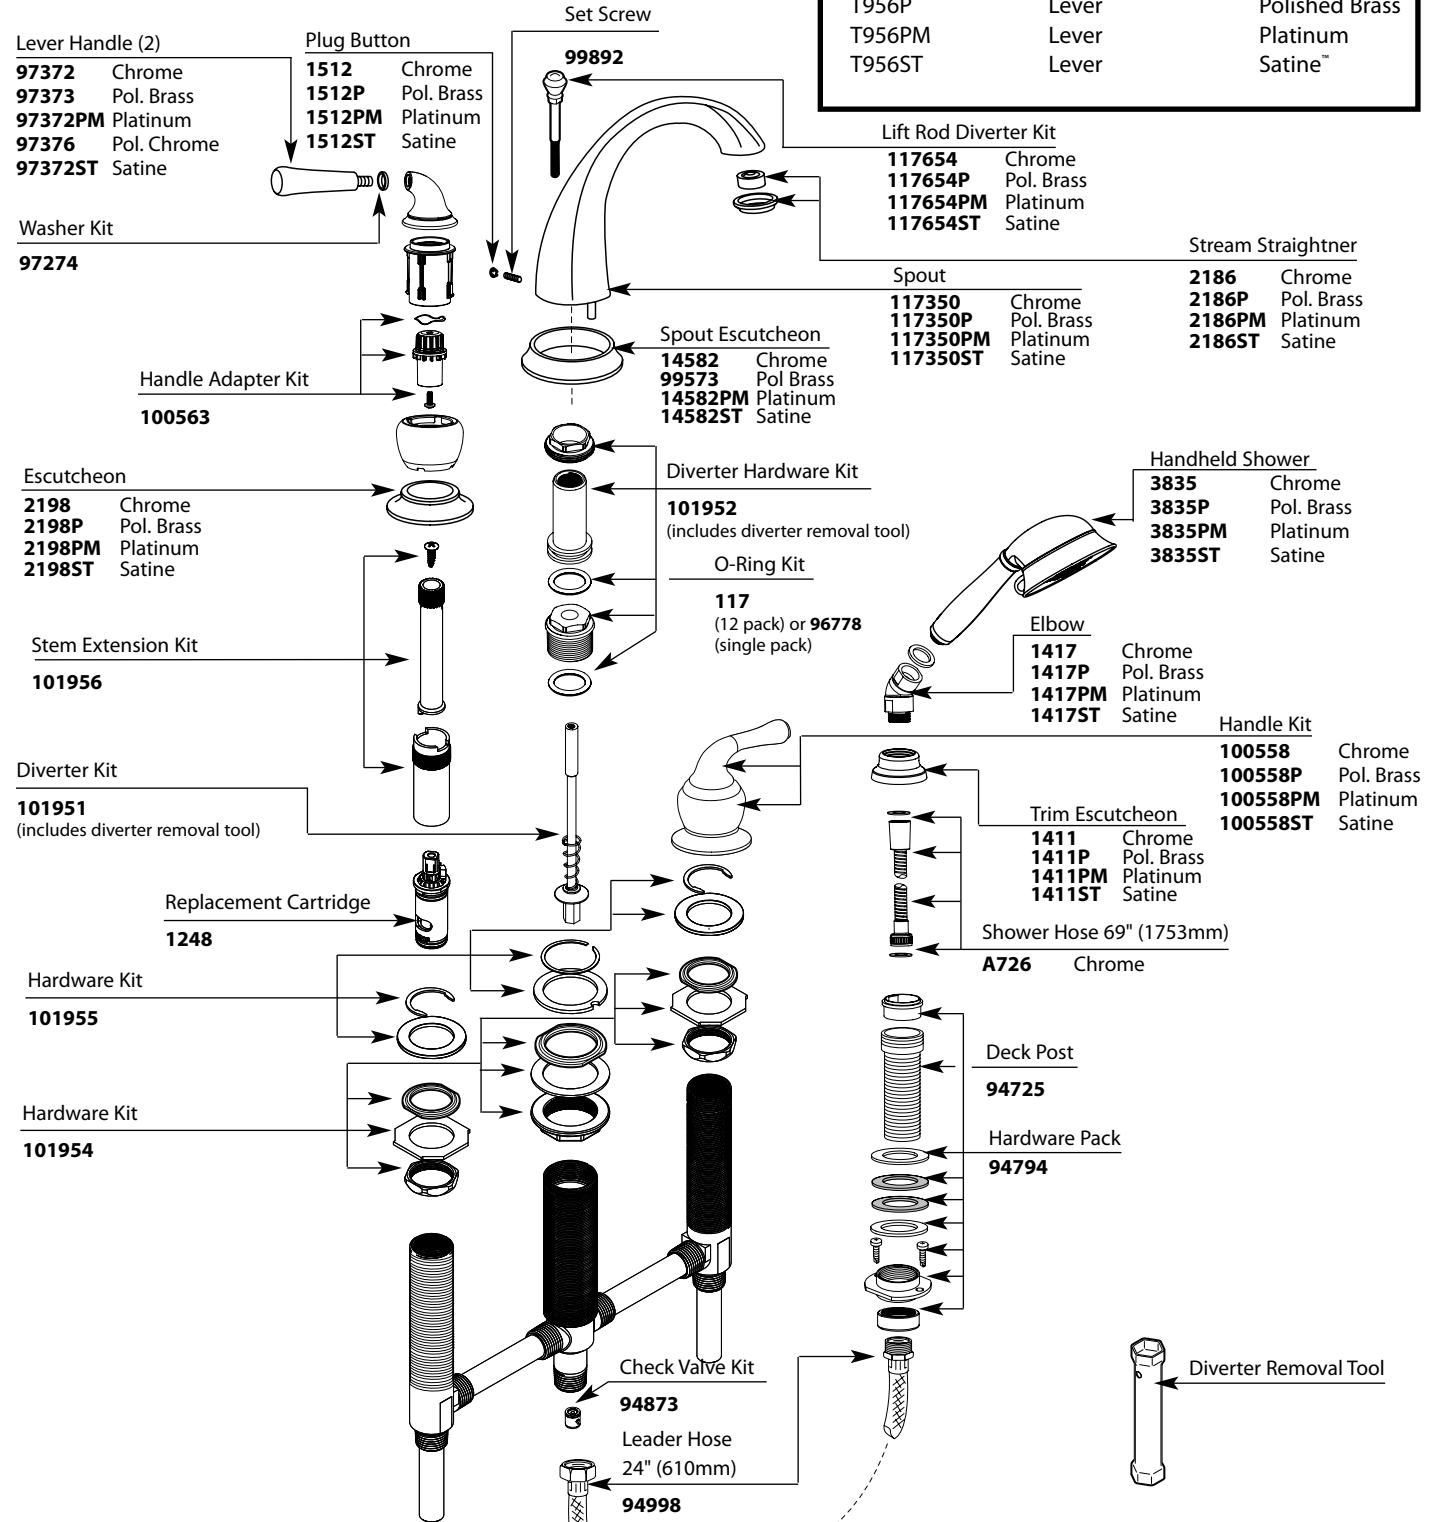 T956P Lever Polished Brass
T956PM Lever Platinum
T956ST Lever Satine™
Set Screw
99892
Lever Handle (2)
97372 Chrome
97373 Pol. Brass
97372PM Platinum
97376 Pol. Chrome
97372ST Satine
Plug Button
1512 Chrome
1512P Pol. Brass
1512PM Platinum
1512ST Satine
Lift Rod Diverter Kit
117654 Chrome
117654P Pol. Brass
117654PM Platinum
117654ST Satine
Washer Kit
97274
Stream Straightner
2186 Chrome
2186P Pol. Brass
2186PM Platinum
2186ST Satine
Spout
117350 Chrome
117350P Pol. Brass
117350PM Platinum
117350ST Satine
Spout Escutcheon
14582 Chrome
99573 Pol Brass
14582PM Platinum
14582ST Satine
Handle Adapter Kit
100563
Escutcheon
2198 Chrome
2198P Pol. Brass
2198PM Platinum
2198ST Satine
Diverter Hardware Kit
101952
(includes diverter removal tool)
Handheld Shower
3835 Chrome
3835P Pol. Brass
3835PM Platinum
3835ST Satine
O-Ring Kit
117
(12 pack) or 96778
(single pack)
Stem Extension Kit
101956
Elbow
1417 Chrome
1417P Pol. Brass
1417PM Platinum
1417ST Satine
Handle Kit
100558 Chrome
100558P Pol. Brass
100558PM Platinum
100558ST Satine
Diverter Kit
101951
(includes diverter removal tool)
Trim Escutcheon
1411 Chrome
1411P Pol. Brass
1411PM Platinum
1411ST Satine
Replacement Cartridge
1248
Shower Hose 69" (1753mm)
A726 Chrome
Hardware Kit
101955
Deck Post
94725
Hardware Kit
101954
Hardware Pack
94794
Check Valve Kit
94873
Leader Hose
24" (610mm)
94998
Diverter Removal Tool